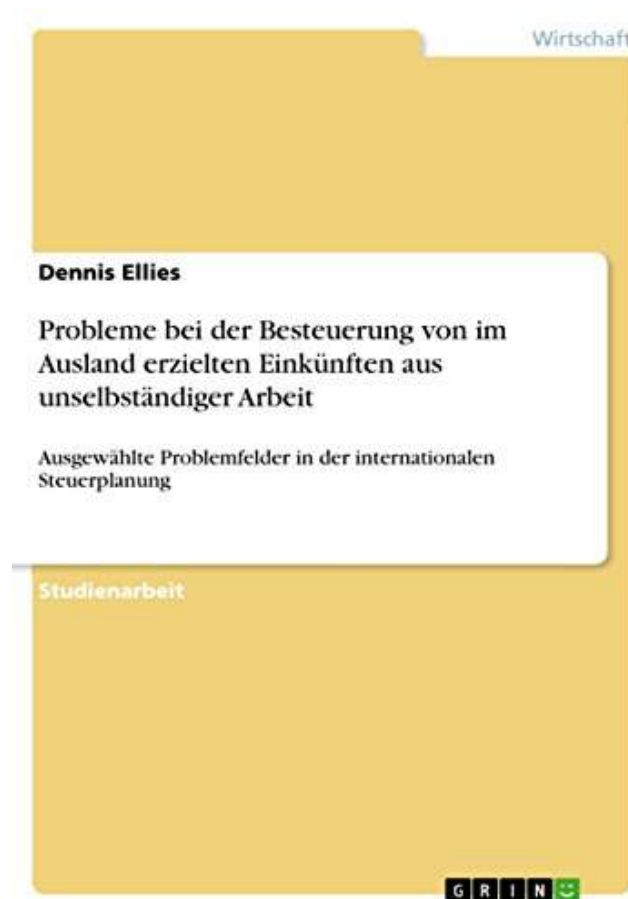 Wirtschaft
Dennis Ellies
Probleme bei der Besteuerung von im
Ausland erzielten Einkünften aus
unselbständiger Arbeit
Ausgewählte Problemfelder in der internationalen
Steuerplanung
Studienarbeit
GRIN